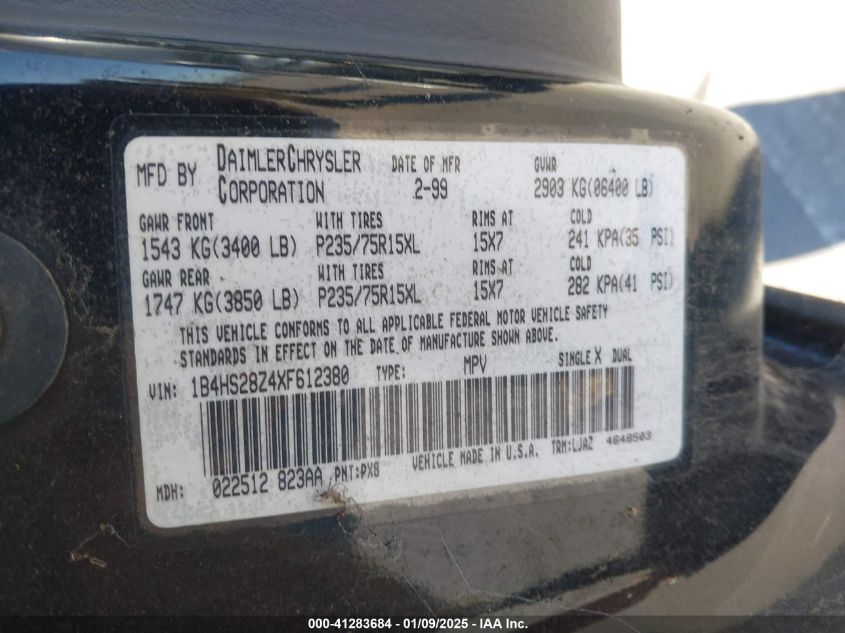 MFD BY DAIMLERCHRYSLER CORPORATION DATE OF MFR 2-99 GVWR 2903 KG(06400 LB)
GAWR FRONT WITH TIRES RIMS AT COLD
1543 KG(3400 LB) P235/75R15XL 15X7 241 KPA(35 PSI)
GAWR REAR WITH TIRES RIMS AT COLD
1747 KG(3850 LB) P235/75R15XL 15X7 282 KPA(41 PSI)
THIS VEHICLE CONFORMS TO ALL APPLICABLE FEDERAL MOTOR VEHICLE SAFETY
STANDARDS IN EFFECT ON THE DATE OF MANUFACTURE SHOWN ABOVE.
VIN: 1B4HS28Z4XF612380 TYPE: MPV SINGLE X DUAL
MDH: 022512 823AA PNT:PX8 VEHICLE MADE IN U.S.A. TRM:LJAZ 4648503
000-41283684 - 01/09/2025 - IAAI.COM